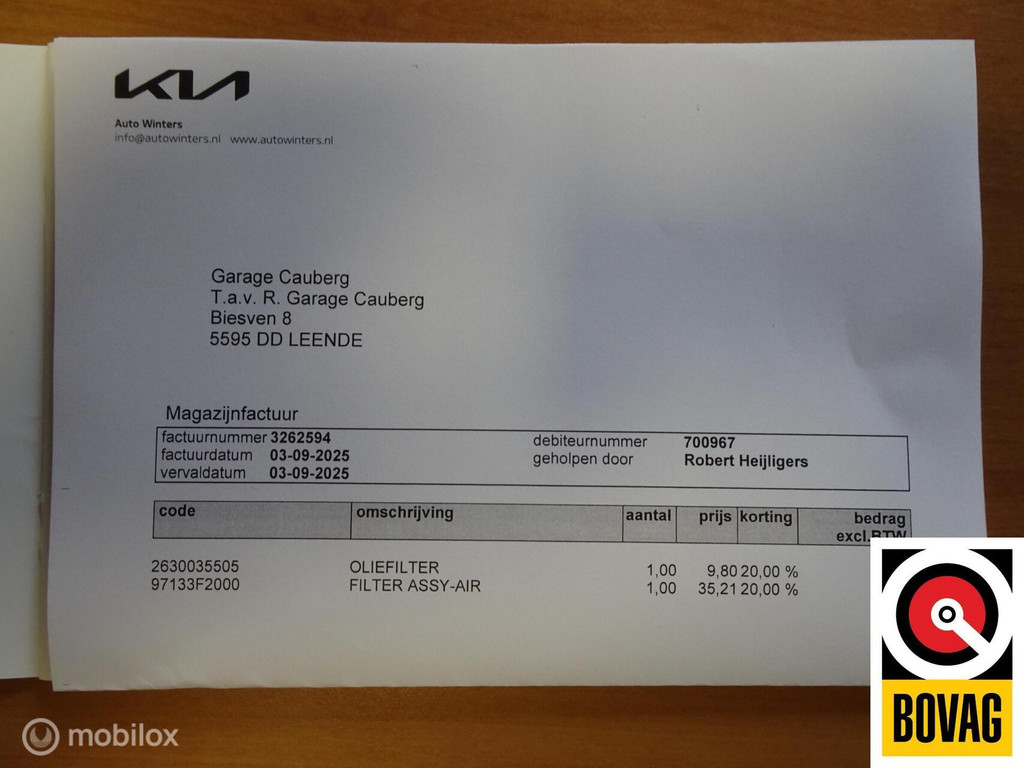 KIA
Auto Winters
info@autowinters.nl www.autowinters.nl
Garage Cauberg
T.a.v. R. Garage Cauberg
Biesven 8
5595 DD LEENDE
Magazijnfactuur
factuurnummer 3262594 debiteurnummer 700967
factuurdatum 03-09-2025 geholpen door Robert Heijligers
vervaldatum 03-09-2025
code omschrijving aantal prijs korting bedrag
excl.BTW
2630035505 OLIEFILTER 1,00 9,80 20,00 %
97133F2000 FILTER ASSY-AIR 1,00 35,21 20,00 %
BOVAG
mobilox